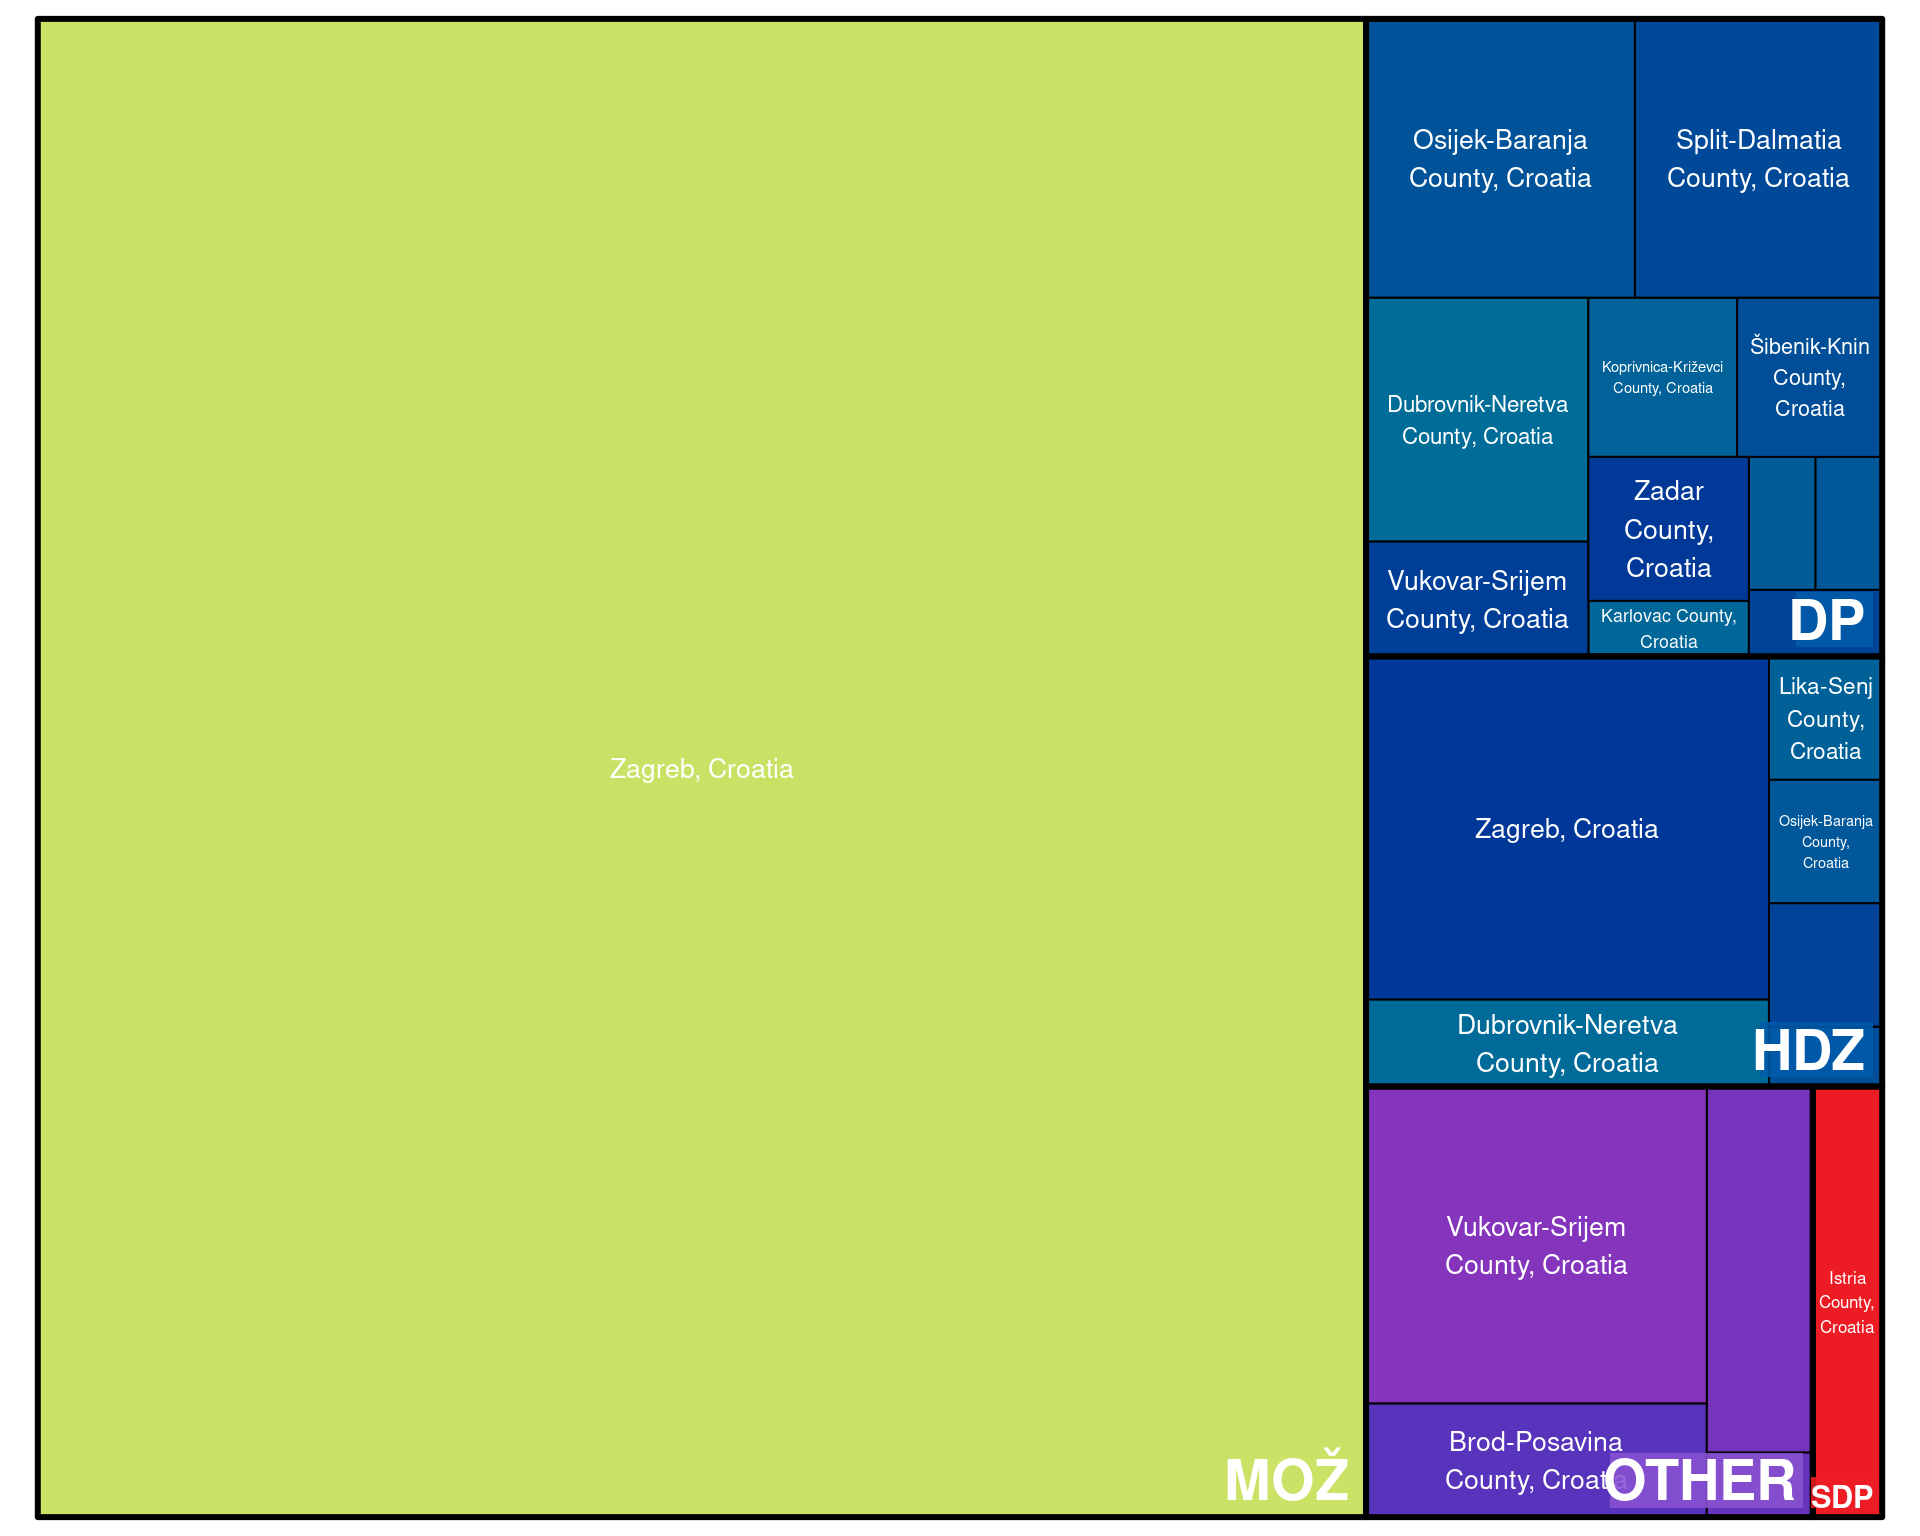 Zagreb, Croatia
MOŽ
Osijek-Baranja
County, Croatia
Split-Dalmatia
County, Croatia
Dubrovnik-Neretva
County, Croatia
Koprivnica-Križevci
County, Croatia
Šibenik-Knin
County,
Croatia
Vukovar-Srijem
County, Croatia
Zadar
County,
Croatia
Karlovac County,
Croatia
DP
Zagreb, Croatia
Lika-Senj
County,
Croatia
Osijek-Baranja
County,
Croatia
Dubrovnik-Neretva
County, Croatia
HDZ
Vukovar-Srijem
County, Croatia
Brod-Posavina
County, Croatia
OTHER
Istria
County,
Croatia
SDP